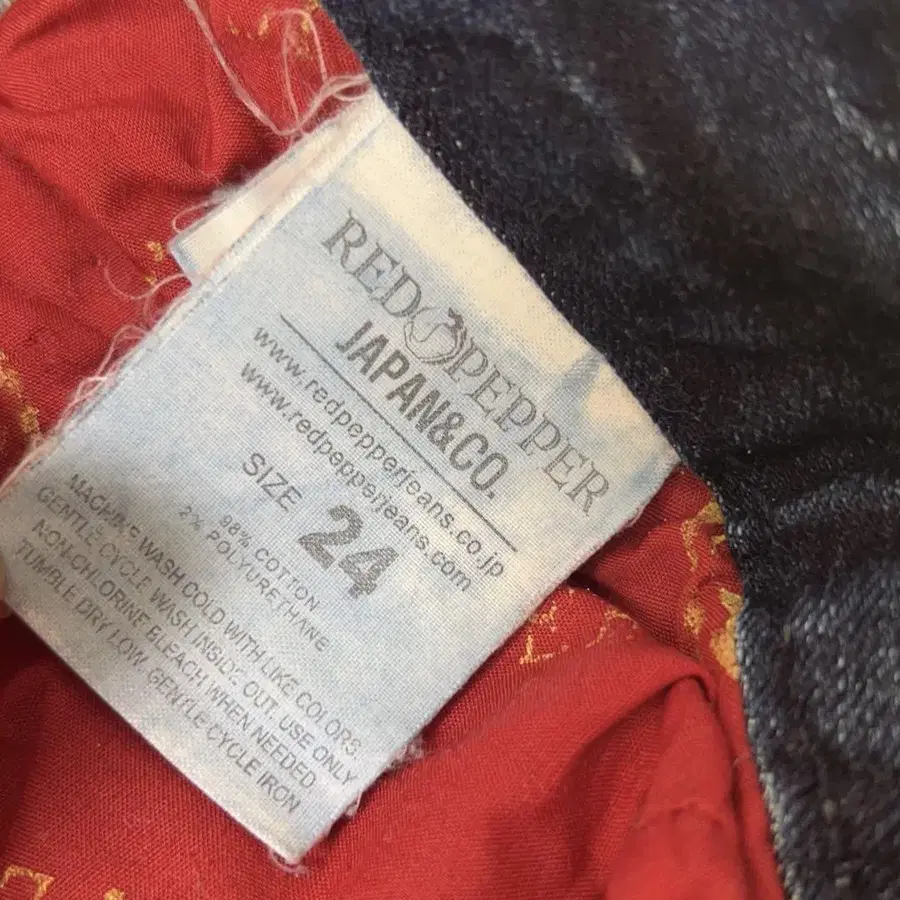 RED PEPPER
JAPAN&CO.
www.redpepperjeans.co.jp
www.redpepperjeans.com
SIZE 24
98% COTTON
2% POLYURETHANE
MACHINE WASH COLD WITH LIKE COLORS.
GENTLE CYCLE WASH INSIDE OUT. USE ONLY
NON-CHLORINE BLEACH WHEN NEEDED
TUMBLE DRY LOW GENTLE CYCLE IRON